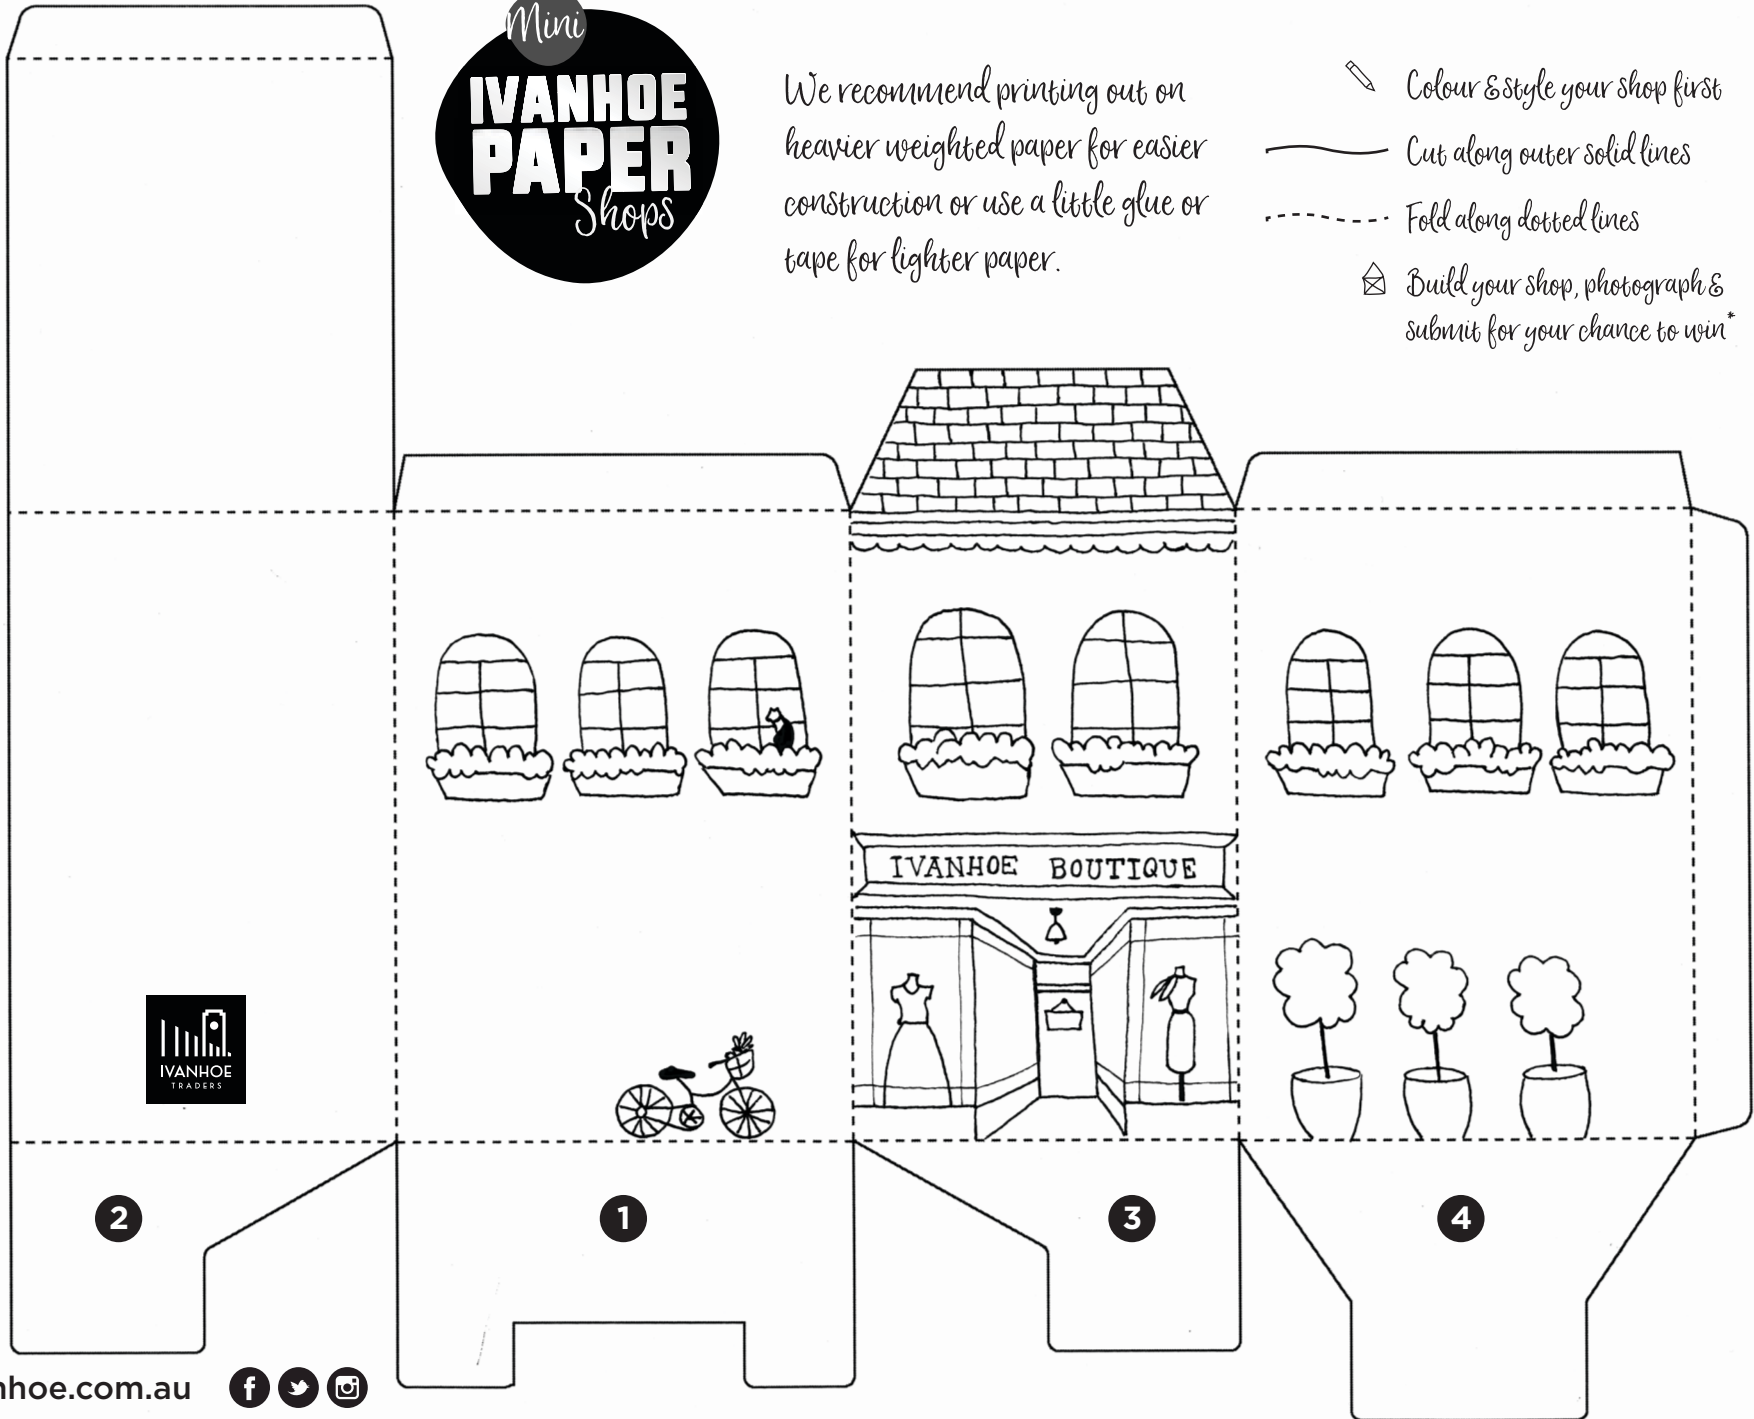 Mini
IVANHOE
PAPER
Shops
We recommend printing out on
heavier weighted paper for easier
construction or use a little glue or
tape for lighter paper.
Colour & style your shop first
Cut along outer solid lines
Fold along dotted lines
Build your shop, photograph &
submit for your chance to win*
IVANHOE BOUTIQUE
IVANHOE
TRADERS
2
1
3
4
nhoe.com.au